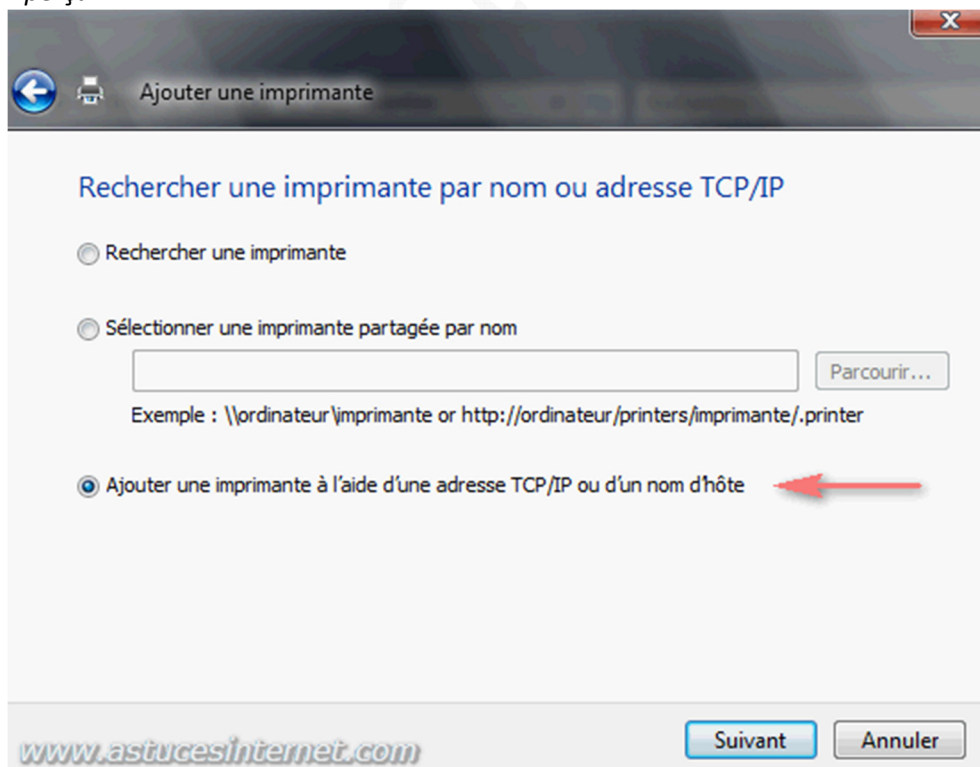 Ajouter une imprimante
Rechercher une imprimante par nom ou adresse TCP/IP
Rechercher une imprimante
Sélectionner une imprimante partagée par nom
Parcourir...
Exemple : \\ordinateur\imprimante or http://ordinateur/printers/imprimante/.printer
Ajouter une imprimante à l'aide d'une adresse TCP/IP ou d'un nom d'hôte
www.astucesinternet.com
Suivant Annuler